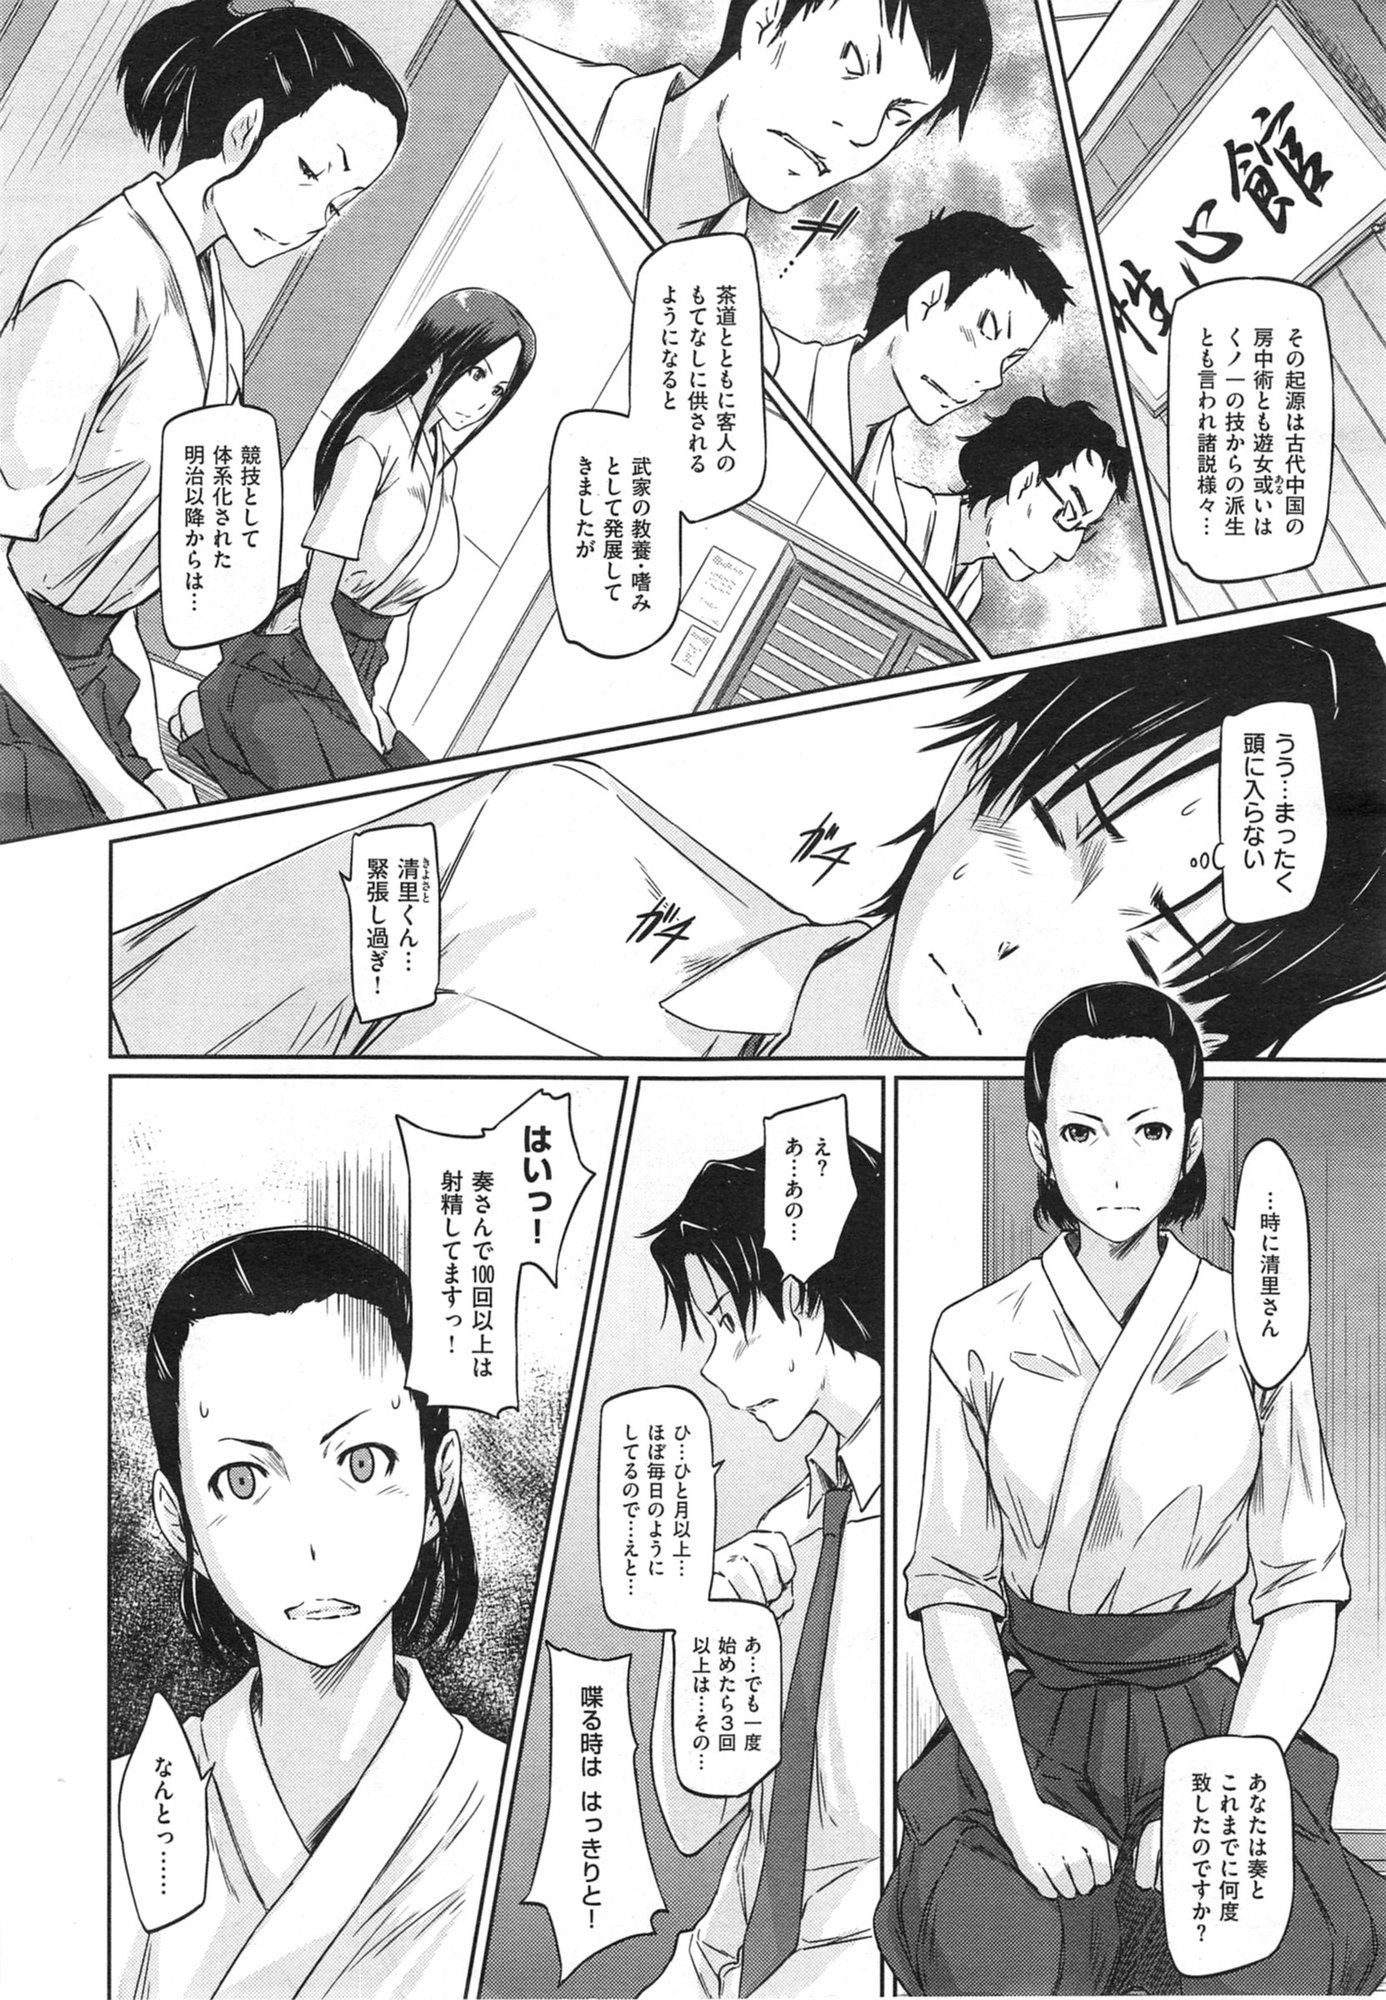 館
心
性
その起源は古代中国の
房中術とも遊女或いは
ある
くノ一の技からの派生
とも言われ諸説様々…
茶道とともに客人の
もてなしに供される
ようになると
武家の教養・嗜み
として発展して
きましたが
競技として
体系化された
明治以降からは…
うう…まったく
頭に入らない
ガチ
ガチ
清里くん…
きよさと
緊張し過ぎ！
…時に清里さん
あなたは奏と
これまでに何度
致したのですか？
え？
あ…あの…
ひ…ひと月以上…
ほぼ毎日のように
してるので…えと…
あ…でも一度
始めたら３回
以上は…その…
喋る時は はっきりと！
はいっ！
奏さんで100回以上は
射精してますっ！
なんとっ……